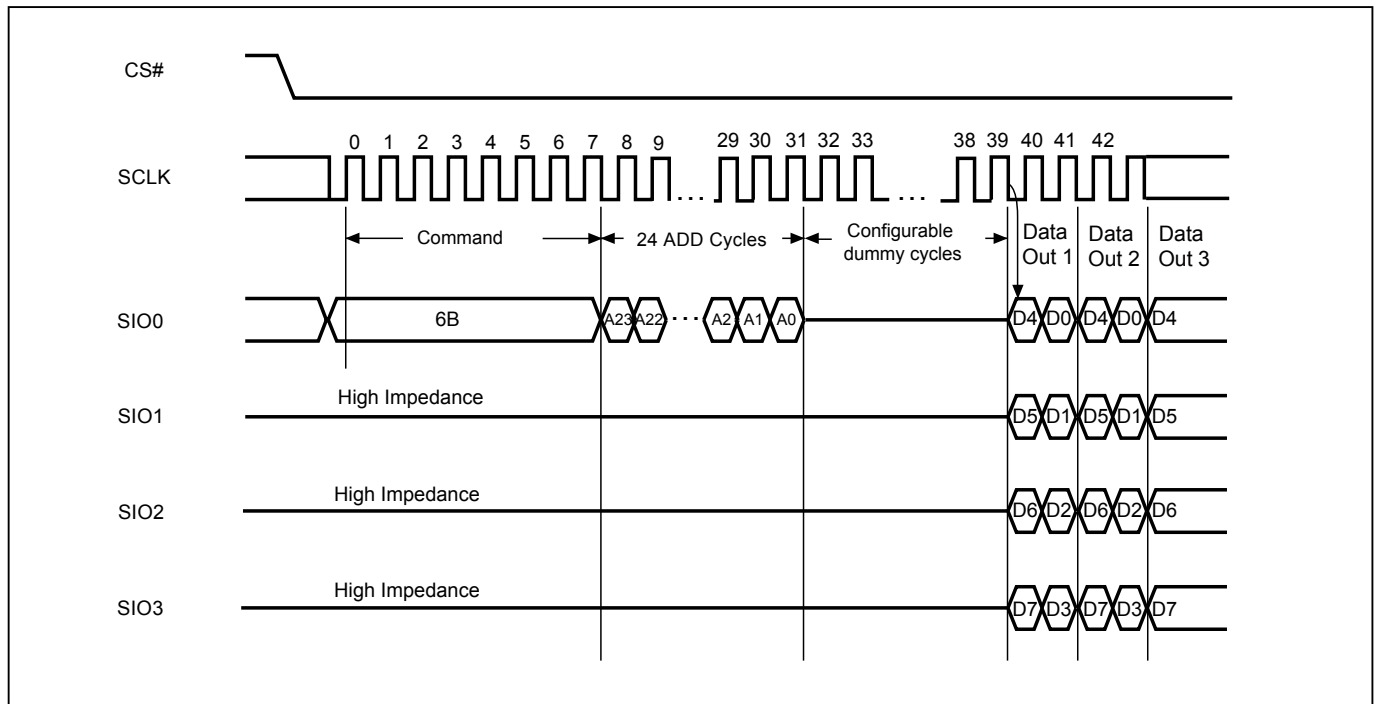 CS#
0 1 2 3 4 5 6 7 8 9 29 30 31 32 33 38 39 40 41 42
SCLK
. . . . . .
Command 24 ADD Cycles Configurable dummy cycles Data Out 1 Data Out 2 Data Out 3
SIO0 6B A23 A22 · · · A2 A1 A0 D4 D0 D4 D0 D4
High Impedance
SIO1 D5 D1 D5 D1 D5
High Impedance
SIO2 D6 D2 D6 D2 D6
High Impedance
SIO3 D7 D3 D7 D3 D7